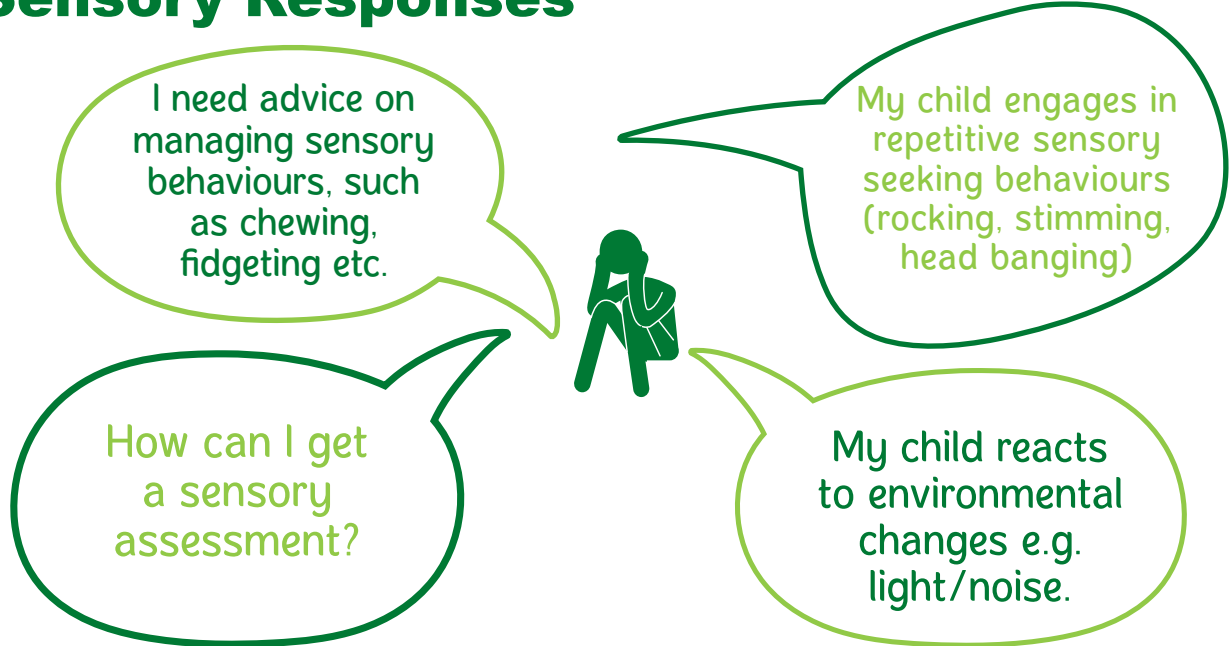 Sensory Responses
I need advice on
managing sensory
behaviours, such
as chewing,
fidgeting etc.
My child engages in
repetitive sensory
seeking behaviours
(rocking, stimming,
head banging)
How can I get
a sensory
assessment?
My child reacts
to environmental
changes e.g.
light/noise.